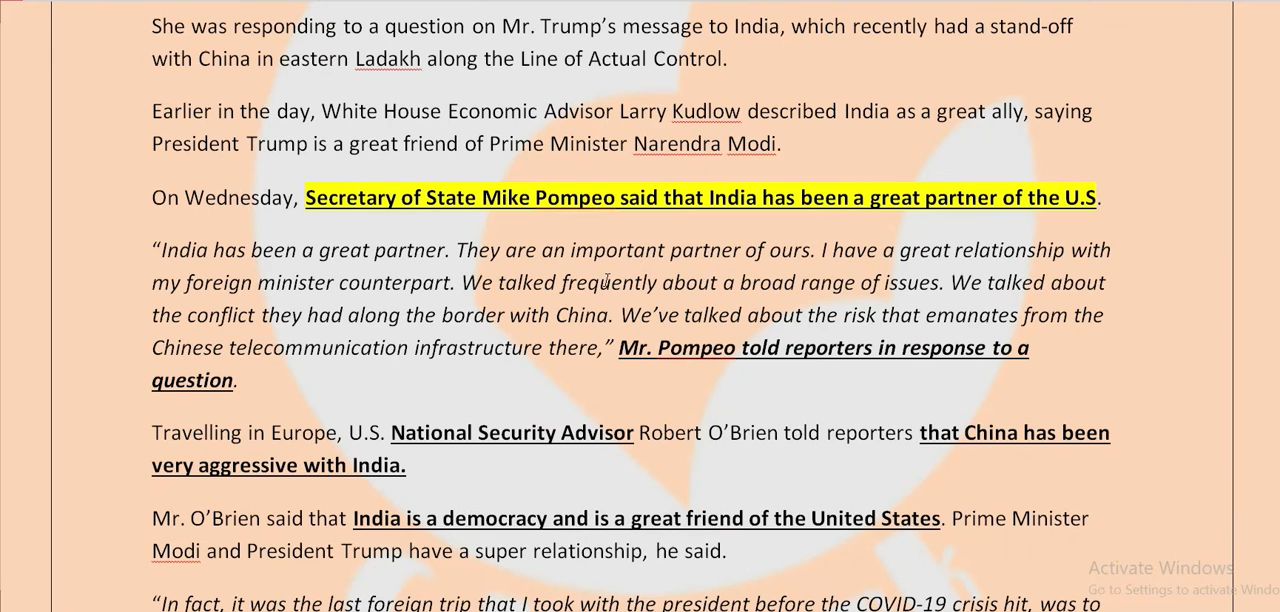 She was responding to a question on Mr. Trump’s message to India, which recently had a stand-off
with China in eastern Ladakh along the Line of Actual Control.
Earlier in the day, White House Economic Advisor Larry Kudlow described India as a great ally, saying
President Trump is a great friend of Prime Minister Narendra Modi.
On Wednesday, Secretary of State Mike Pompeo said that India has been a great partner of the U.S.
“India has been a great partner. They are an important partner of ours. I have a great relationship with
my foreign minister counterpart. We talked frequently about a broad range of issues. We talked about
the conflict they had along the border with China. We’ve talked about the risk that emanates from the
Chinese telecommunication infrastructure there,” Mr. Pompeo told reporters in response to a
question.
Travelling in Europe, U.S. National Security Advisor Robert O’Brien told reporters that China has been
very aggressive with India.
Mr. O’Brien said that India is a democracy and is a great friend of the United States. Prime Minister
Modi and President Trump have a super relationship, he said.
“In fact, it was the last foreign trip that I took with the president before the COVID-19 crisis hit, was to
Activate Windows
Go to Settings to activate Windo